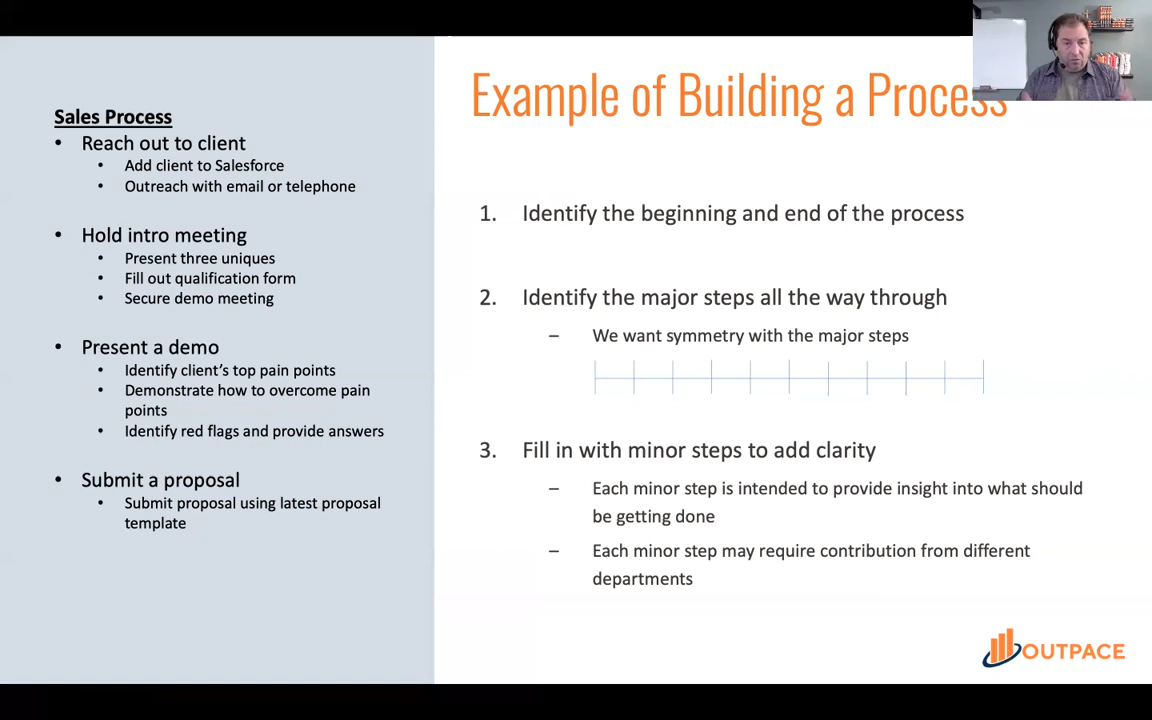 Example of Building a Process
Sales Process
• Reach out to client
• Add client to Salesforce
• Outreach with email or telephone
• Hold intro meeting
• Present three uniques
• Fill out qualification form
• Secure demo meeting
• Present a demo
• Identify client's top pain points
• Demonstrate how to overcome pain
points
• Identify red flags and provide answers
• Submit a proposal
• Submit proposal using latest proposal
template
1. Identify the beginning and end of the process
2. Identify the major steps all the way through
– We want symmetry with the major steps
3. Fill in with minor steps to add clarity
– Each minor step is intended to provide insight into what should
be getting done
– Each minor step may require contribution from different
departments
OUTPACE